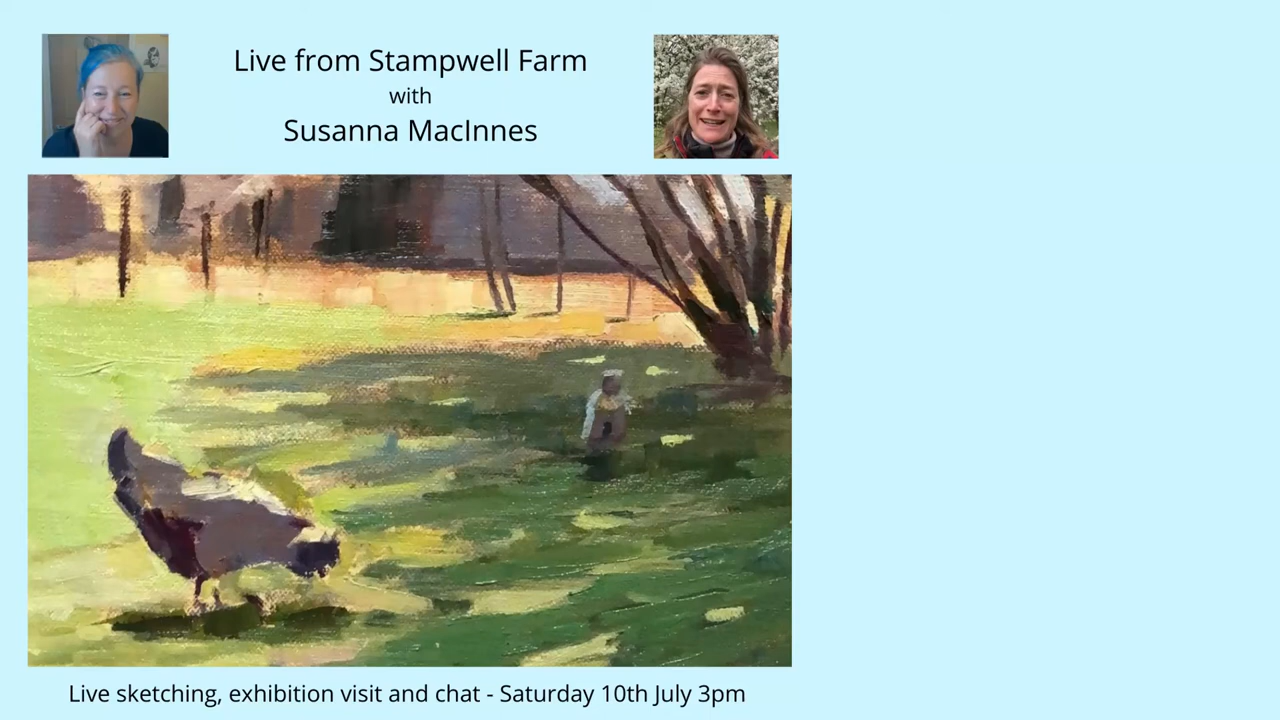 Live from Stampwell Farm
with
Susanna MacInnes
Live sketching, exhibition visit and chat - Saturday 10th July 3pm